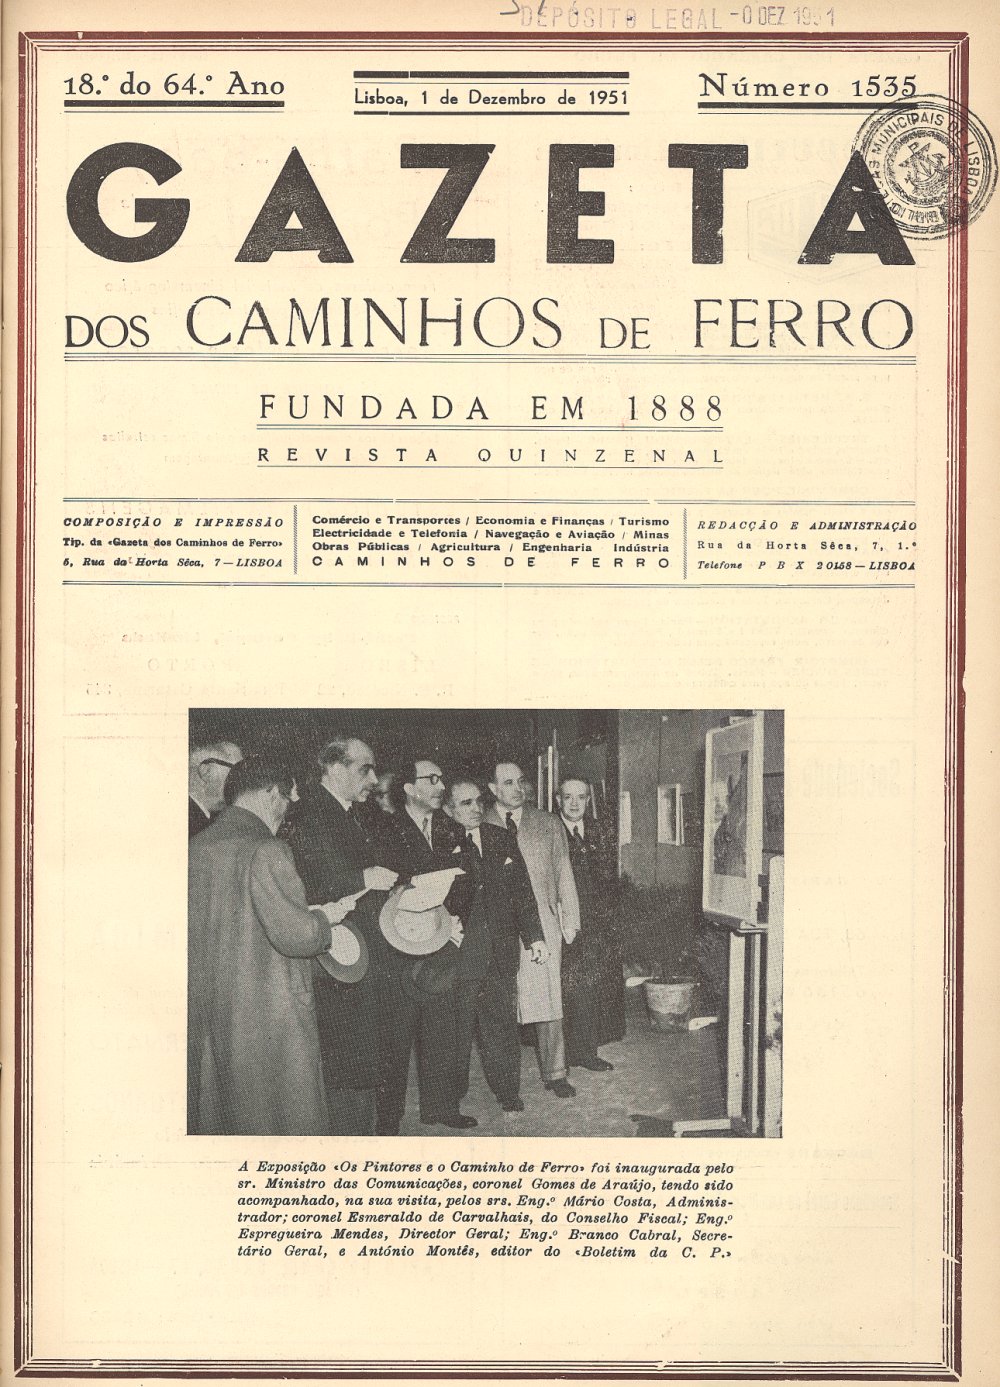 DEPÓSITO LEGAL - 0 DEZ 1951
18.º do 64.º Ano
Lisboa, 1 de Dezembro de 1951
Número 1535
MUNICIPAIS DE LISBOA
GAZETA
DOS CAMINHOS DE FERRO
FUNDADA EM 1888
REVISTA QUINZENAL
COMPOSIÇÃO E IMPRESSÃO
Tip. da «Gazeta dos Caminhos de Ferro»
5, Rua da Horta Sêca, 7 — LISBOA
Comércio e Transportes / Economia e Finanças / Turismo
Electricidade e Telefonia / Navegação e Aviação / Minas
Obras Públicas / Agricultura / Engenharia Indústria
CAMINHOS DE FERRO
REDACÇÃO E ADMINISTRAÇÃO
Rua da Horta Sêca, 7, 1.º
Telefone P B X 20158 — LISBOA
A Exposição «Os Pintores e o Caminho de Ferro» foi inaugurada pelo
sr. Ministro das Comunicações, coronel Gomes de Araújo, tendo sido
acompanhado, na sua visita, pelos srs. Eng.º Mário Costa, Adminis-
trador; coronel Esmeraldo de Carvalhais, do Conselho Fiscal; Eng.º
Espregueira Mendes, Director Geral; Eng.º Branco Cabral, Secre-
tário Geral, e António Montês, editor do «Boletim da C. P.»